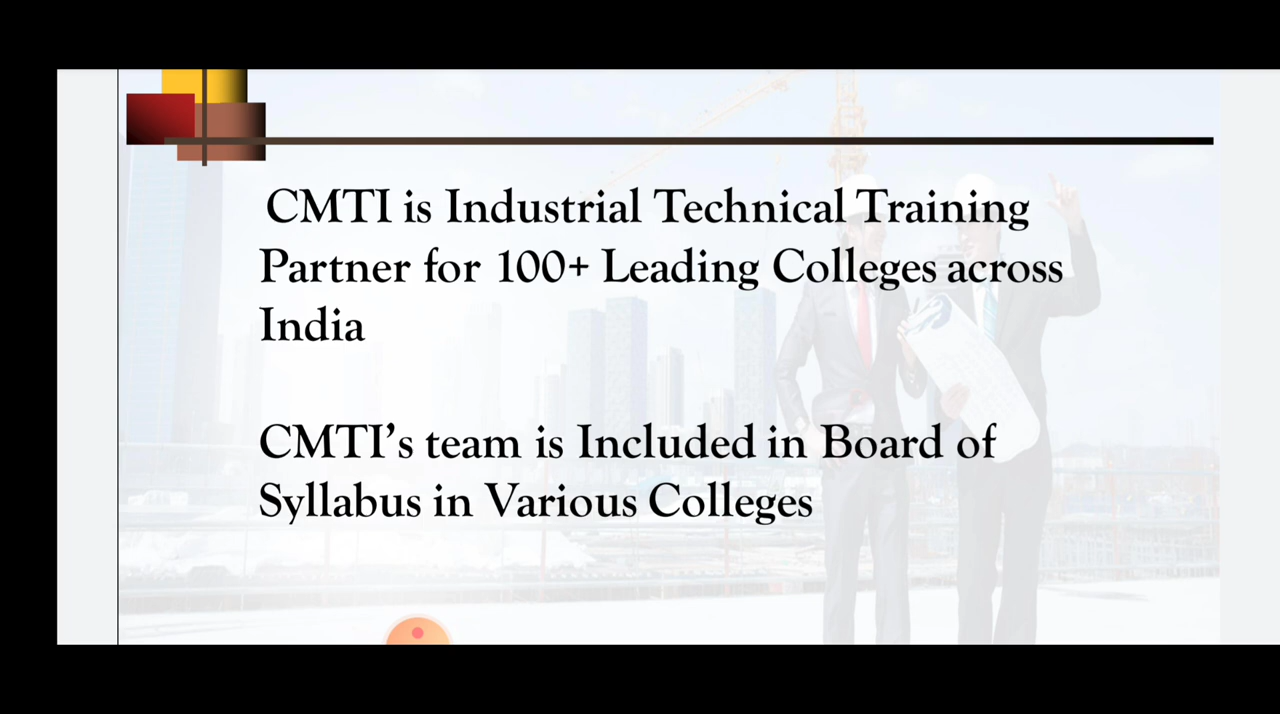 CMTI is Industrial Technical Training
Partner for 100+ Leading Colleges across
India
CMTI’s team is Included in Board of
Syllabus in Various Colleges